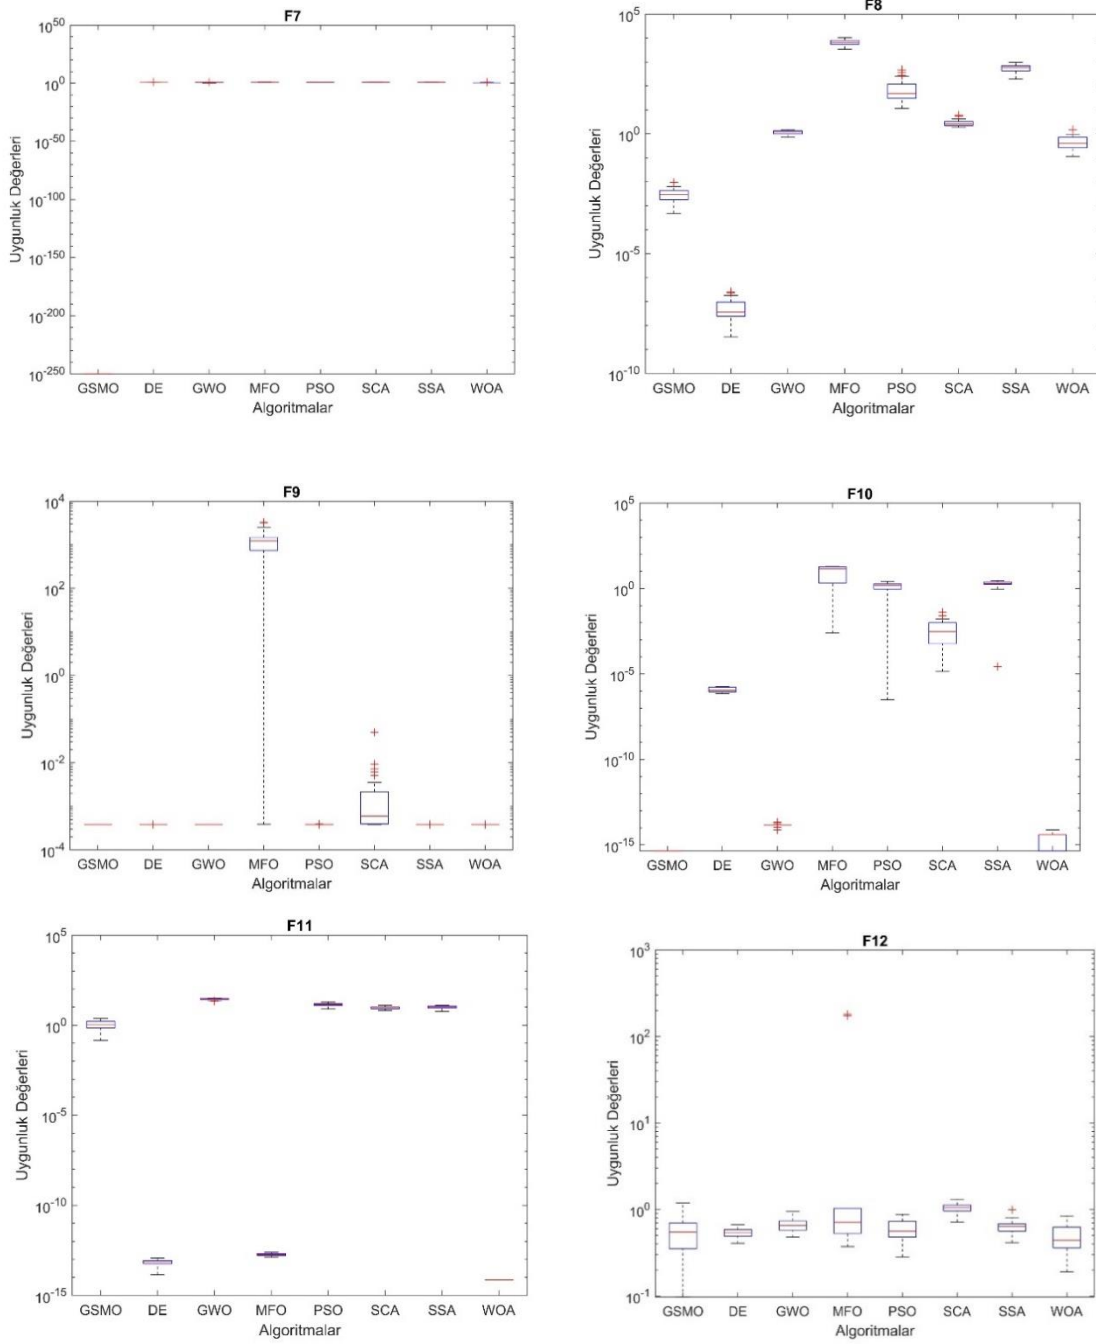 F7
10^50
10^0
10^-50
10^-100
10^-150
10^-200
10^-250
Uygunluk Değerleri
GSMO DE GWO MFO PSO SCA SSA WOA
Algoritmalar
F8
10^5
10^0
10^-5
10^-10
Uygunluk Değerleri
GSMO DE GWO MFO PSO SCA SSA WOA
Algoritmalar
F9
10^4
10^2
10^0
10^-2
10^-4
Uygunluk Değerleri
GSMO DE GWO MFO PSO SCA SSA WOA
Algoritmalar
F10
10^5
10^0
10^-5
10^-10
10^-15
Uygunluk Değerleri
GSMO DE GWO MFO PSO SCA SSA WOA
Algoritmalar
F11
10^5
10^0
10^-5
10^-10
10^-15
Uygunluk Değerleri
GSMO DE GWO MFO PSO SCA SSA WOA
Algoritmalar
F12
10^3
10^2
10^1
10^0
10^-1
Uygunluk Değerleri
GSMO DE GWO MFO PSO SCA SSA WOA
Algoritmalar